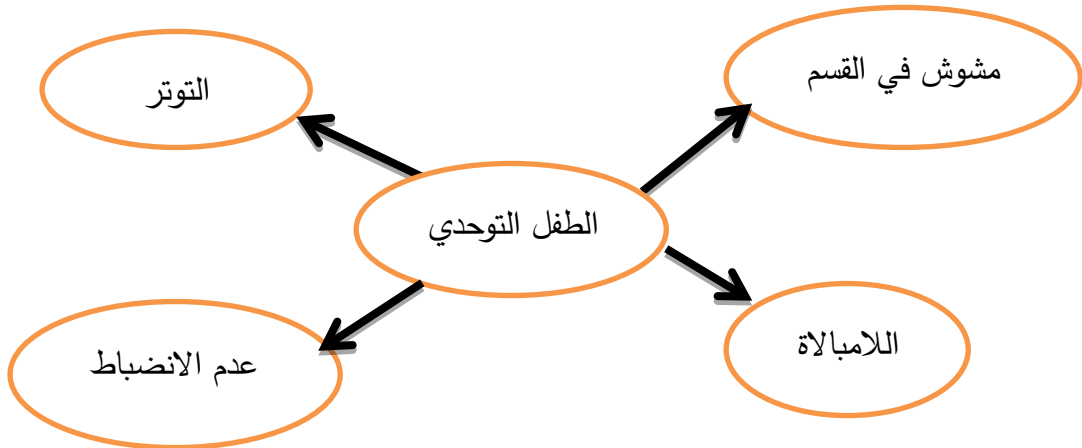 مشوش في القسم
التوتر
الطفل التوحدي
اللامبالاة
عدم الانضباط